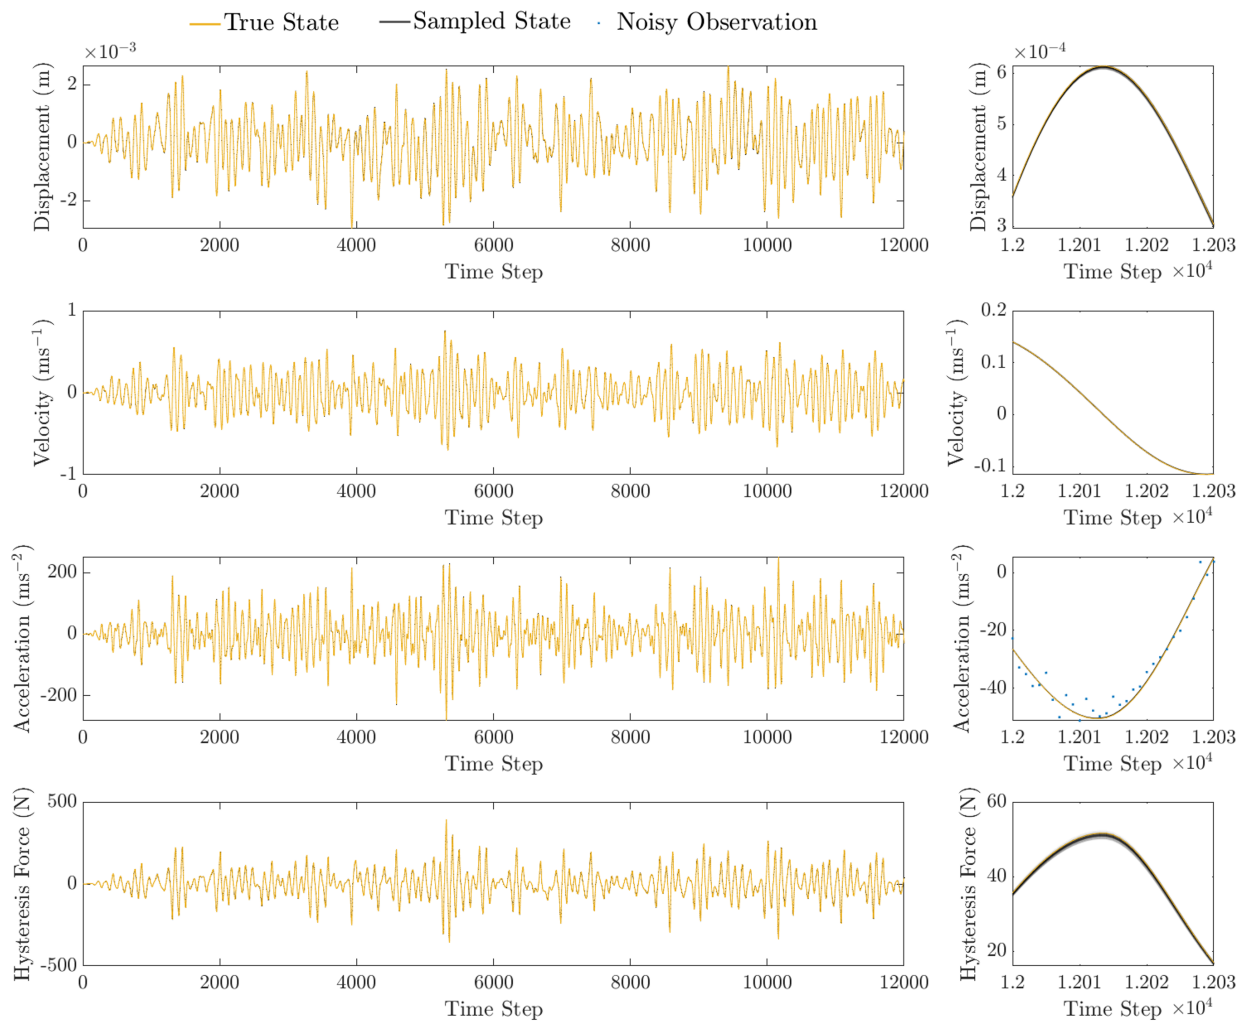 True State Sampled State Noisy Observation
×10⁻³ ×10⁻⁴
Displacement (m)
2
0
-2
0 2000 4000 6000 8000 10000 12000
Time Step
Displacement (m)
6
5
4
3
1.2 1.201 1.202 1.203
Time Step ×10⁴
Velocity (ms⁻¹)
1
0
-1
0 2000 4000 6000 8000 10000 12000
Time Step
Velocity (ms⁻¹)
0.2
0.1
0
-0.1
1.2 1.201 1.202 1.203
Time Step ×10⁴
Acceleration (ms⁻²)
200
0
-200
0 2000 4000 6000 8000 10000 12000
Time Step
Acceleration (ms⁻²)
0
-20
-40
1.2 1.201 1.202 1.203
Time Step ×10⁴
Hysteresis Force (N)
500
0
-500
0 2000 4000 6000 8000 10000 12000
Time Step
Hysteresis Force (N)
60
40
20
1.2 1.201 1.202 1.203
Time Step ×10⁴